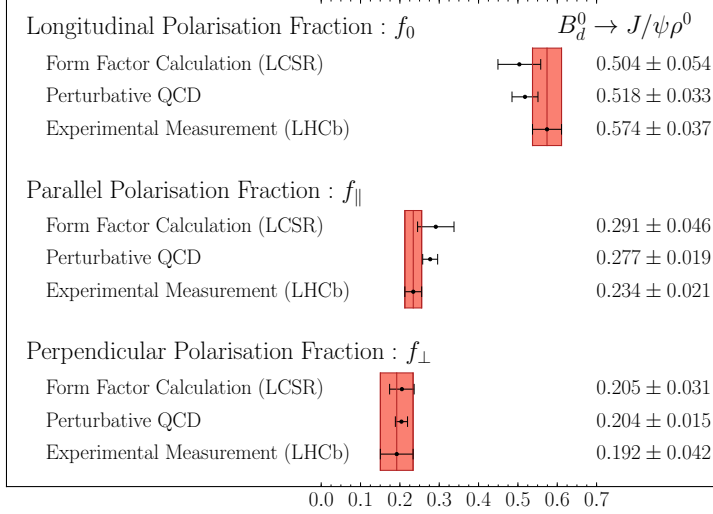 Longitudinal Polarisation Fraction : f₀ B⁰_d → J/ψρ⁰
Form Factor Calculation (LCSR) 0.504 ± 0.054
Perturbative QCD 0.518 ± 0.033
Experimental Measurement (LHCb) 0.574 ± 0.037
Parallel Polarisation Fraction : f_∥
Form Factor Calculation (LCSR) 0.291 ± 0.046
Perturbative QCD 0.277 ± 0.019
Experimental Measurement (LHCb) 0.234 ± 0.021
Perpendicular Polarisation Fraction : f_⊥
Form Factor Calculation (LCSR) 0.205 ± 0.031
Perturbative QCD 0.204 ± 0.015
Experimental Measurement (LHCb) 0.192 ± 0.042
0.0 0.1 0.2 0.3 0.4 0.5 0.6 0.7